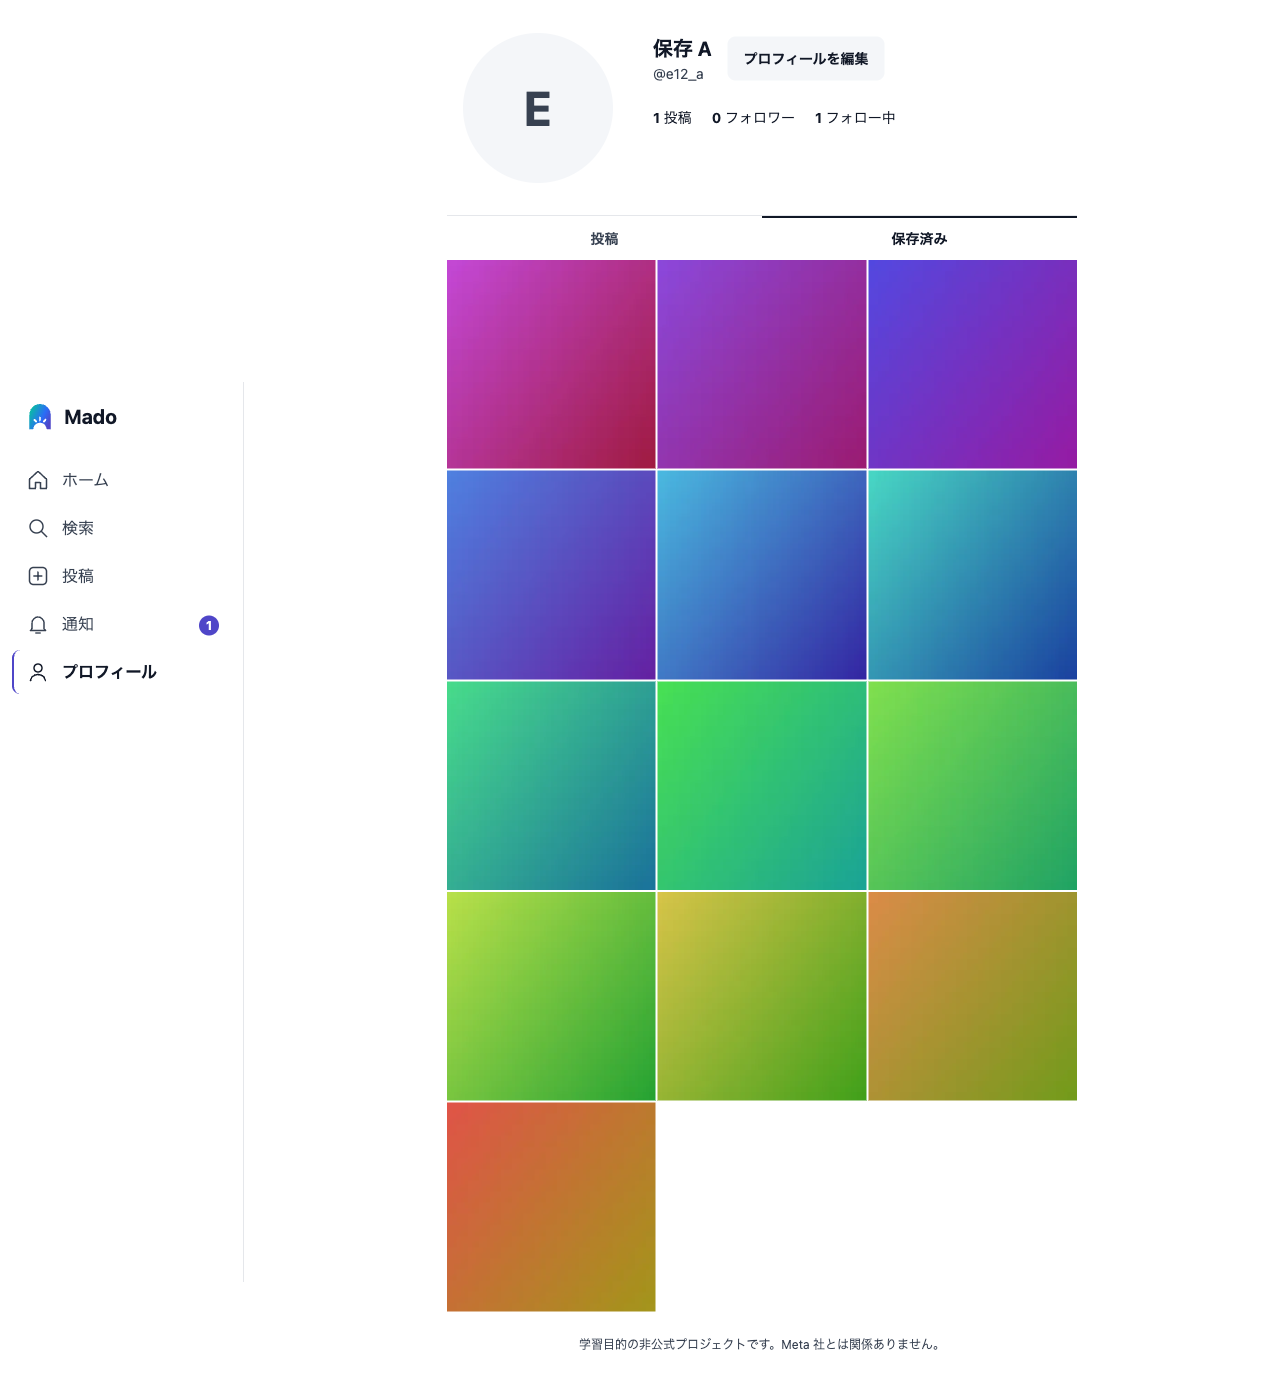 E
保存 A
@e12_a
プロフィールを編集
1 投稿 0 フォロワー 1 フォロー中
投稿 保存済み
Mado
ホーム
検索
投稿
通知 1
プロフィール
学習目的の非公式プロジェクトです。Meta 社とは関係ありません。